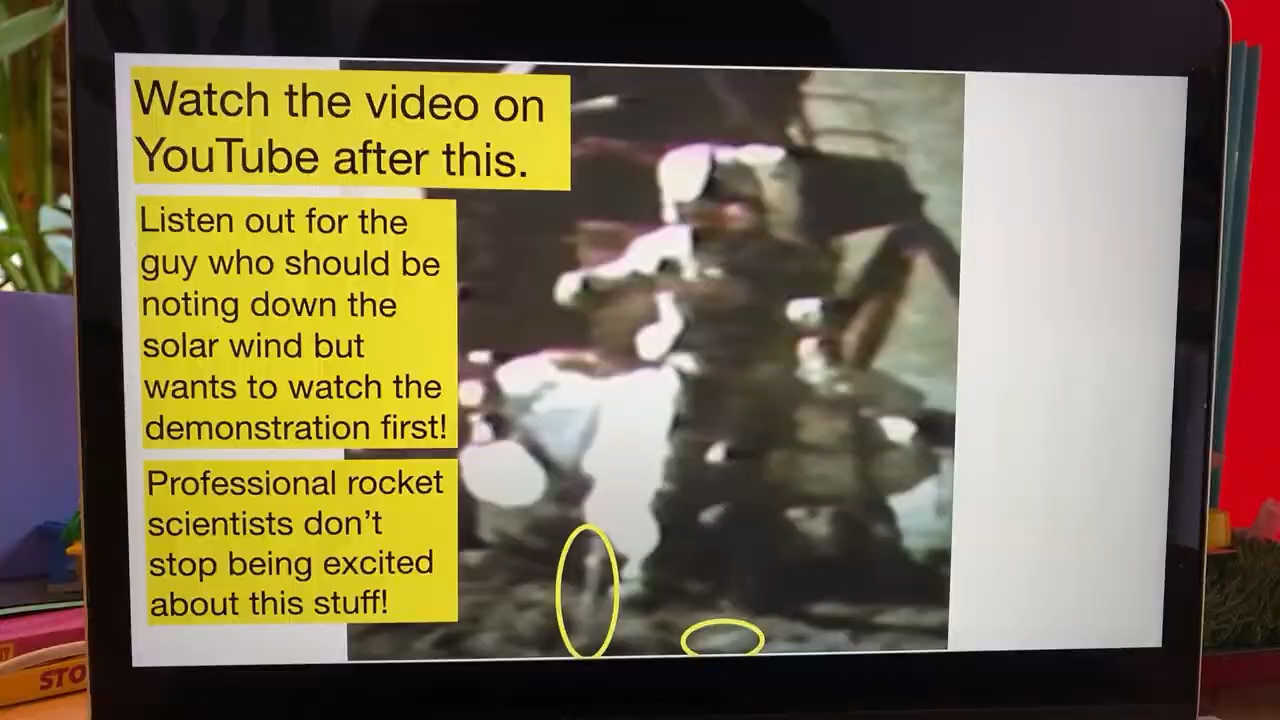 Watch the video on
YouTube after this.
Listen out for the
guy who should be
noting down the
solar wind but
wants to watch the
demonstration first!
Professional rocket
scientists don't
stop being excited
about this stuff!
STO